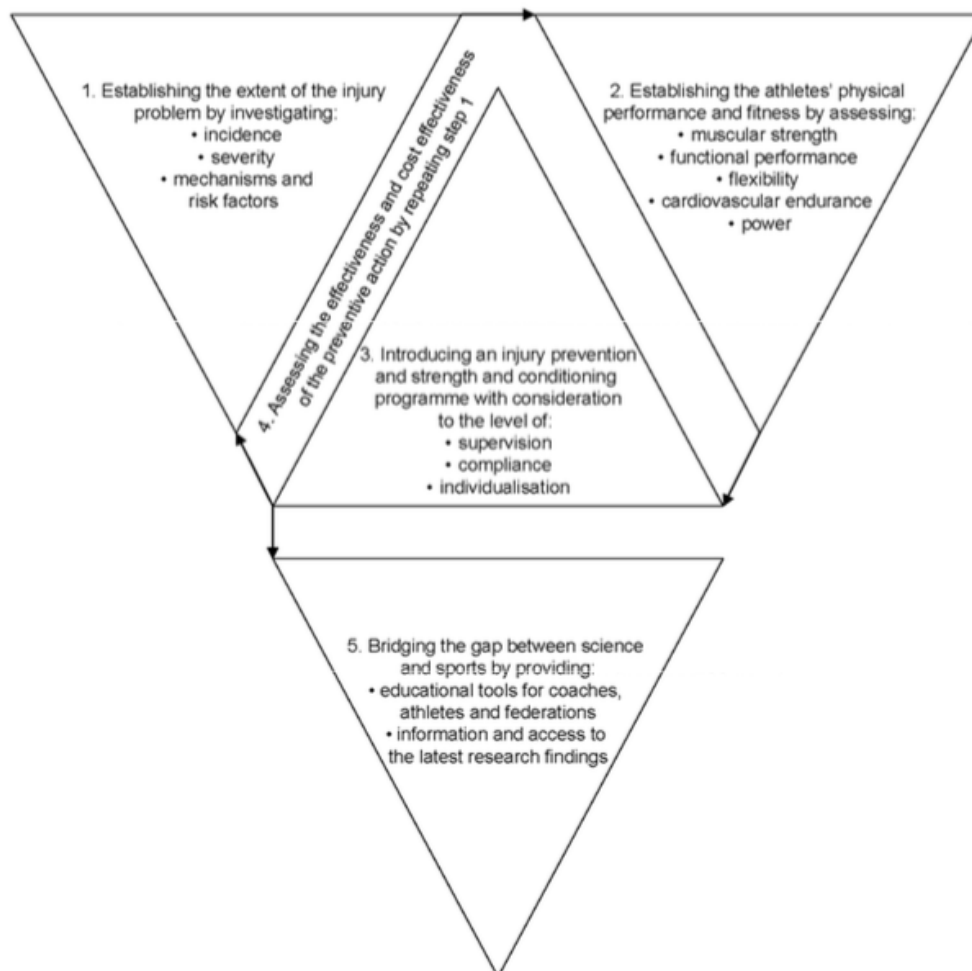 1. Establishing the extent of the injury
problem by investigating:
• incidence
• severity
• mechanisms and
risk factors
2. Establishing the athletes' physical
performance and fitness by assessing:
• muscular strength
• functional performance
• flexibility
• cardiovascular endurance
• power
3. Introducing an injury prevention
and strength and conditioning
programme with consideration
to the level of:
• supervision
• compliance
• individualisation
4. Assessing the effectiveness and cost effectiveness
of the preventive action by repeating step 1
5. Bridging the gap between science
and sports by providing:
• educational tools for coaches,
athletes and federations
• information and access to
the latest research findings